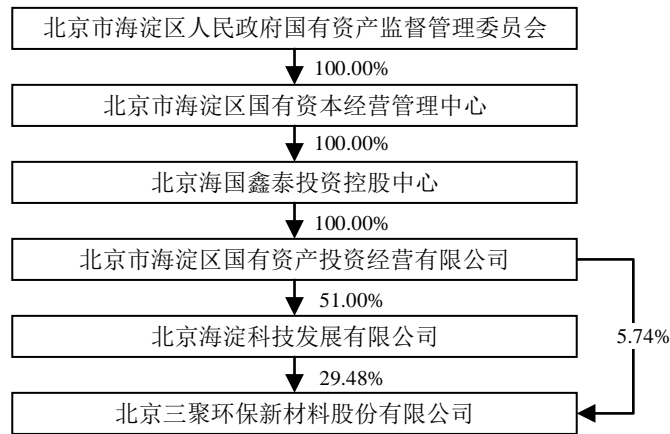 北京市海淀区人民政府国有资产监督管理委员会
100.00%
北京市海淀区国有资本经营管理中心
100.00%
北京海国鑫泰投资控股中心
100.00%
北京市海淀区国有资产投资经营有限公司
51.00%
北京海淀科技发展有限公司
5.74%
29.48%
北京三聚环保新材料股份有限公司